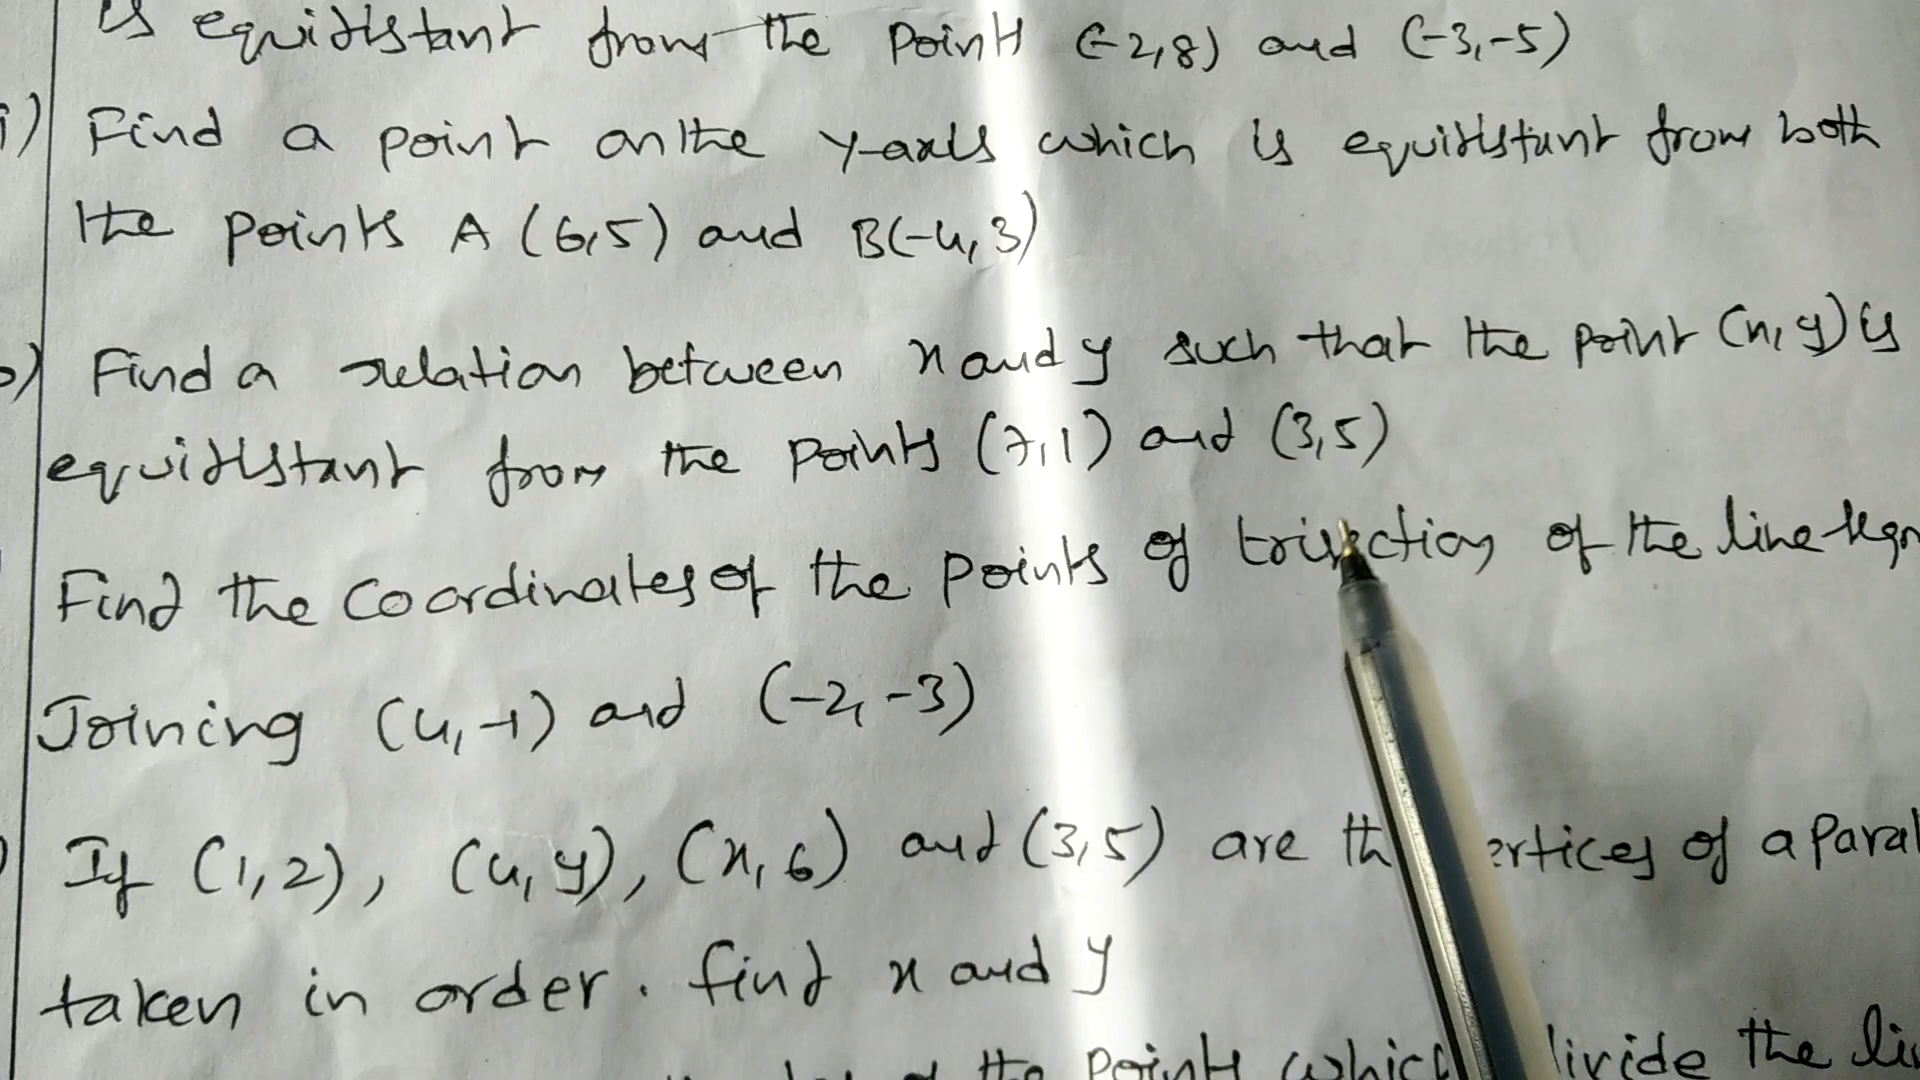 is equidistant from the point (-2,8) and (-3,-5)
i) Find a point on the y-axis which is equidistant from both
the points A (6,5) and B(-4,3)
Find a relation between x and y such that the point (x, y) is
equidistant from the points (7,1) and (3,5)
Find the Coordinates of the points of trisection of the line
Joining (4,-1) and (-2,-3)
If (1,2), (4,y), (x,6) and (3,5) are of a
taken in order. find x and y
the points the